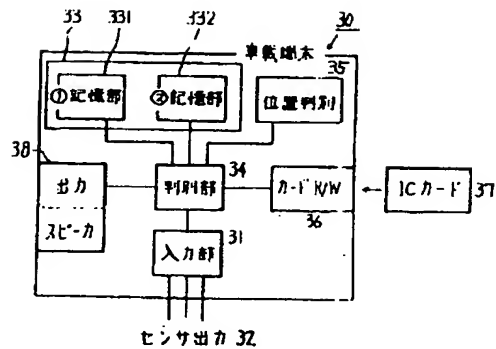 33 331 332 30
車載端末
①記憶部 ②記憶部 35
位置判別
38 34
出力 判別部 カードR/W ICカード 37
スピーカ 31 36
入力部
センサ出力 32